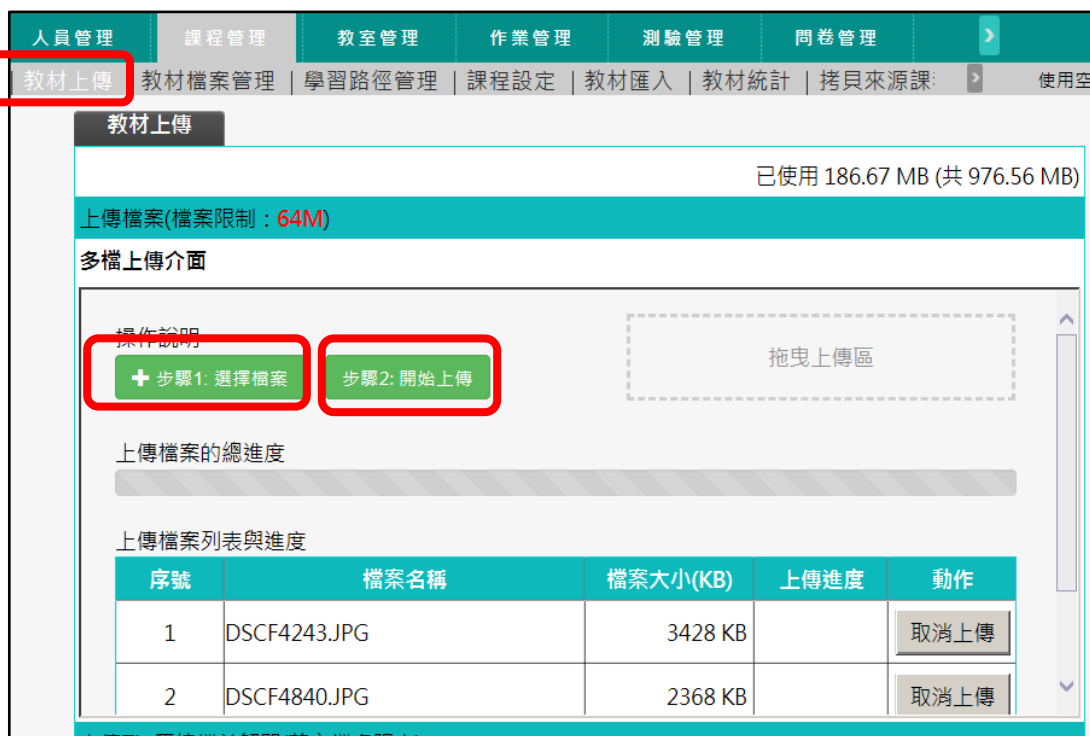 人員管理 課程管理 教室管理 作業管理 測驗管理 問卷管理
教材上傳 教材檔案管理 | 學習路徑管理 | 課程設定 | 教材匯入 | 教材統計 | 拷貝來源課 使用空
教材上傳
已使用 186.67 MB (共 976.56 MB)
上傳檔案(檔案限制：64M)
多檔上傳介面
操作說明
拖曳上傳區
步驟1: 選擇檔案 步驟2: 開始上傳
上傳檔案的總進度
上傳檔案列表與進度
序號 檔案名稱 檔案大小(KB) 上傳進度 動作
1 DSCF4243.JPG 3428 KB 取消上傳
2 DSCF4840.JPG 2368 KB 取消上傳